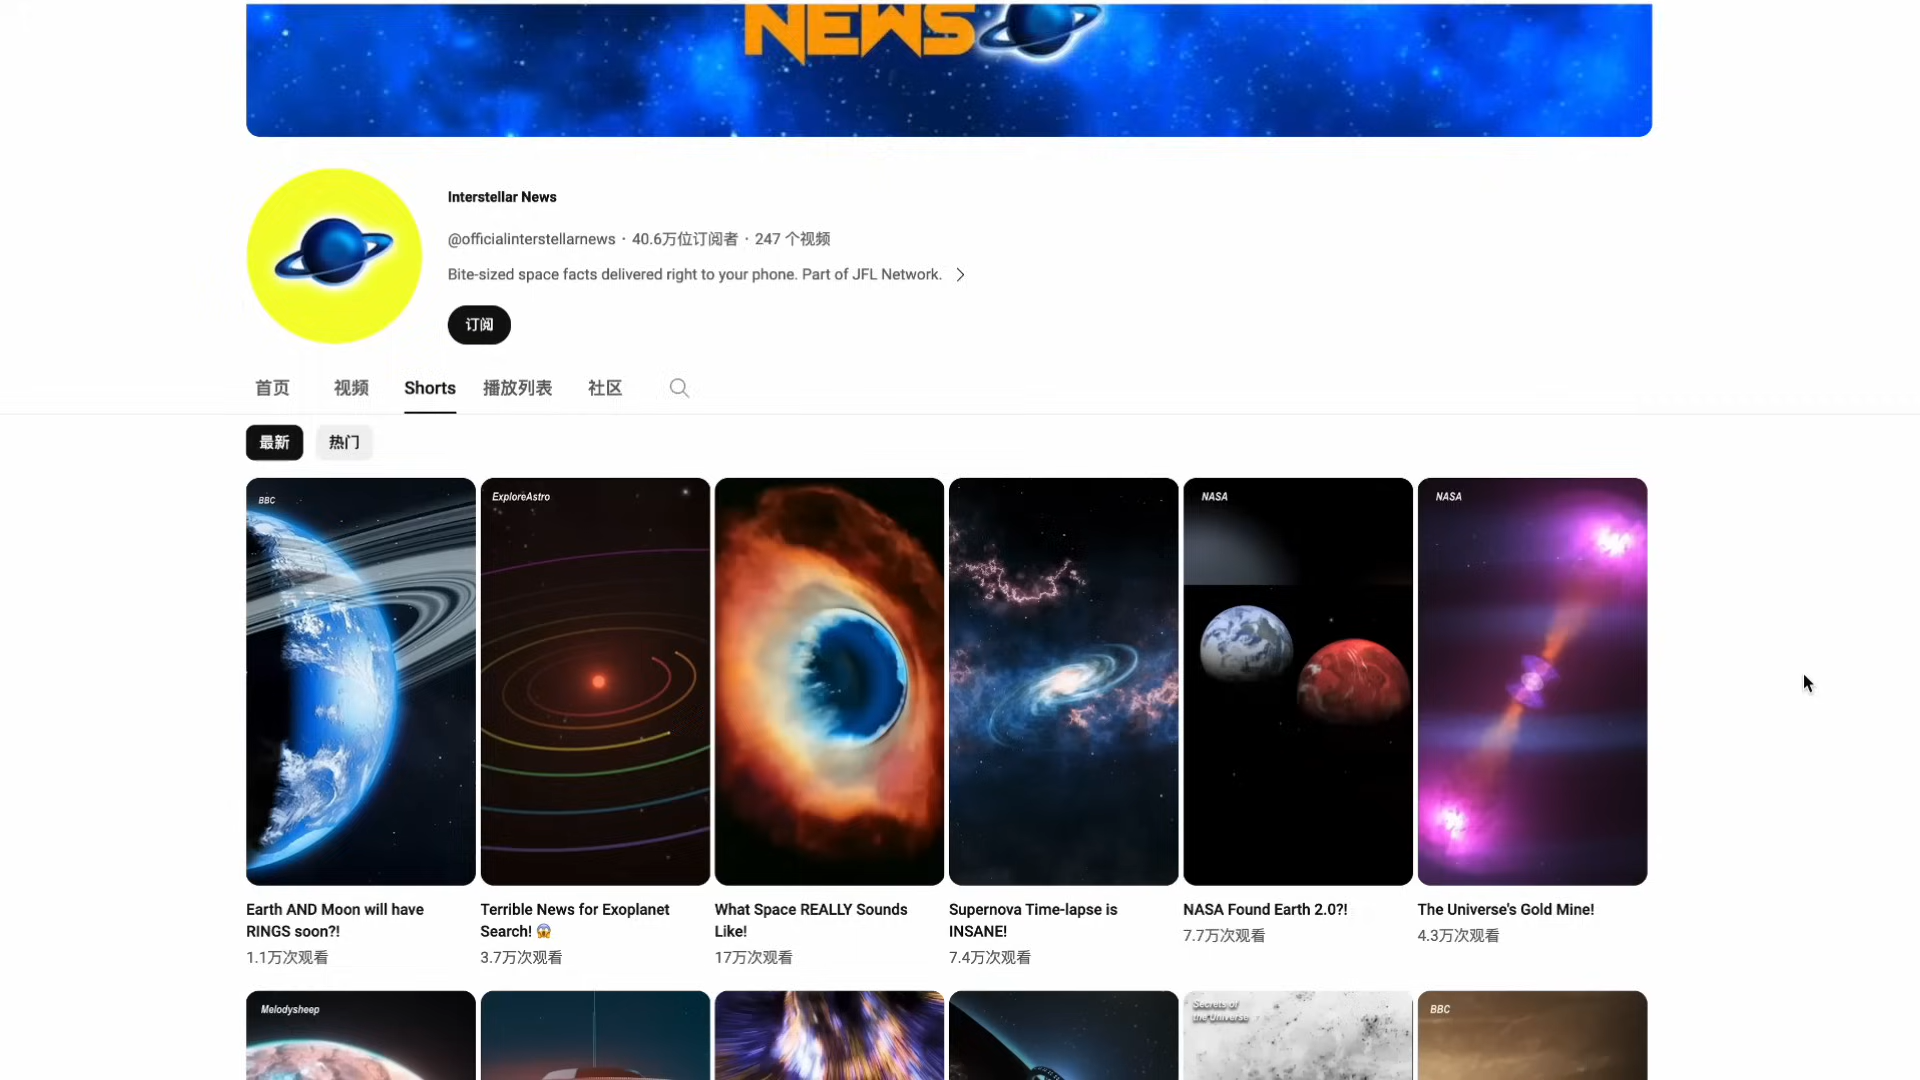 NEWS
Interstellar News
@officialinterstellarnews · 40.6万位订阅者 · 247 个视频
Bite-sized space facts delivered right to your phone. Part of JFL Network.
订阅
首页 视频 Shorts 播放列表 社区
最新 热门
BBC
ExploreAstro
NASA
NASA
Earth AND Moon will have
RINGS soon?!
1.1万次观看
Terrible News for Exoplanet
Search! 😱
3.7万次观看
What Space REALLY Sounds
Like!
17万次观看
Supernova Time-lapse is
INSANE!
7.4万次观看
NASA Found Earth 2.0?!
7.7万次观看
The Universe's Gold Mine!
4.3万次观看
Melodysheep
Secrets of
the Universe
BBC